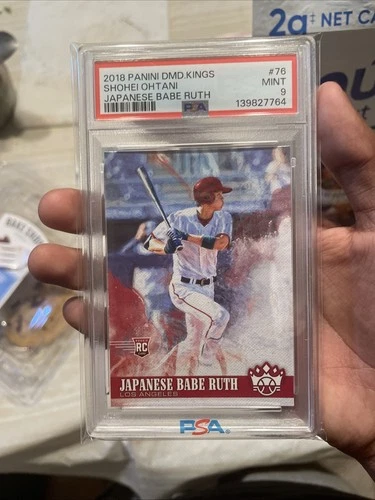 2018 PANINI DMD.KINGS #76
SHOHEI OHTANI MINT
JAPANESE BABE RUTH 9
PSA 139827764
2a‡ NET CA
RC
JAPANESE BABE RUTH
LOS ANGELES
PSA